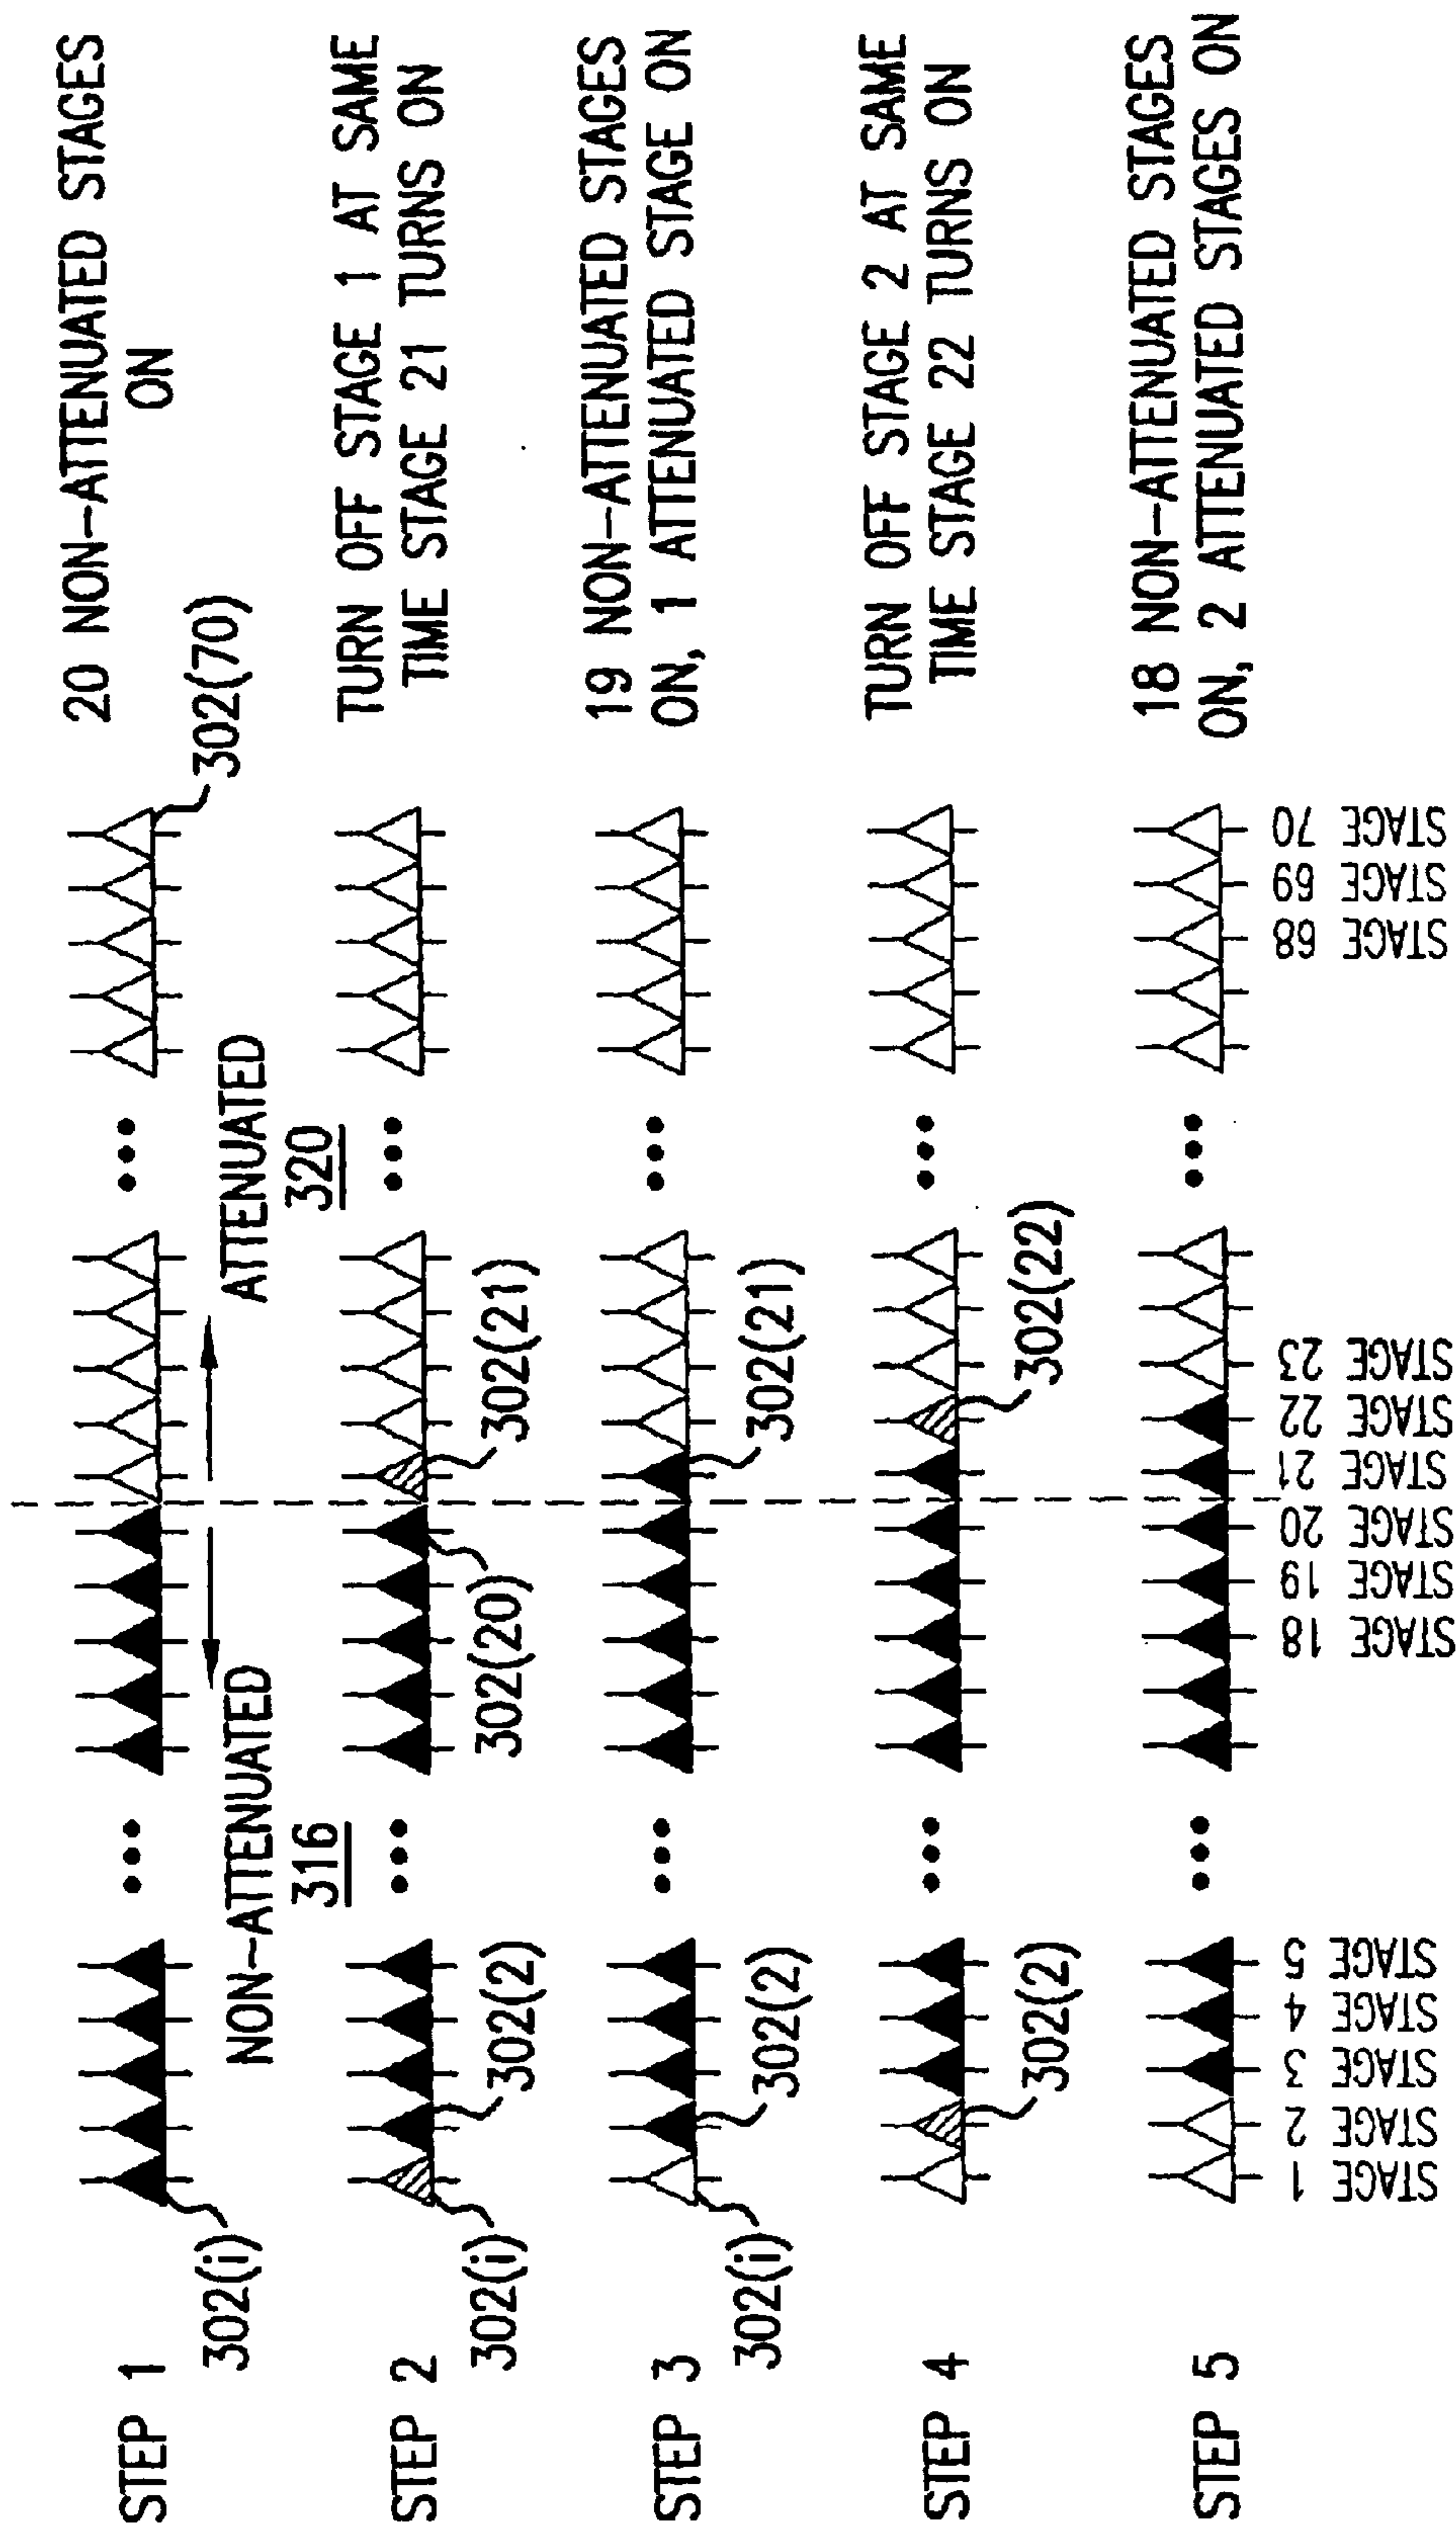 STEP 1
302(i)
NON-ATTENUATED
316
ATTENUATED
320
302(70)
20 NON-ATTENUATED STAGES
ON
STEP 2
302(i)
302(2)
302(20)
302(21)
TURN OFF STAGE 1 AT SAME
TIME STAGE 21 TURNS ON
STEP 3
302(i)
302(2)
302(21)
19 NON-ATTENUATED STAGES
ON, 1 ATTENUATED STAGE ON
STEP 4
302(2)
302(22)
TURN OFF STAGE 2 AT SAME
TIME STAGE 22 TURNS ON
STEP 5
18 NON-ATTENUATED STAGES
ON, 2 ATTENUATED STAGES ON
STAGE 1
STAGE 2
STAGE 3
STAGE 4
STAGE 5
STAGE 18
STAGE 19
STAGE 20
STAGE 21
STAGE 22
STAGE 23
STAGE 68
STAGE 69
STAGE 70